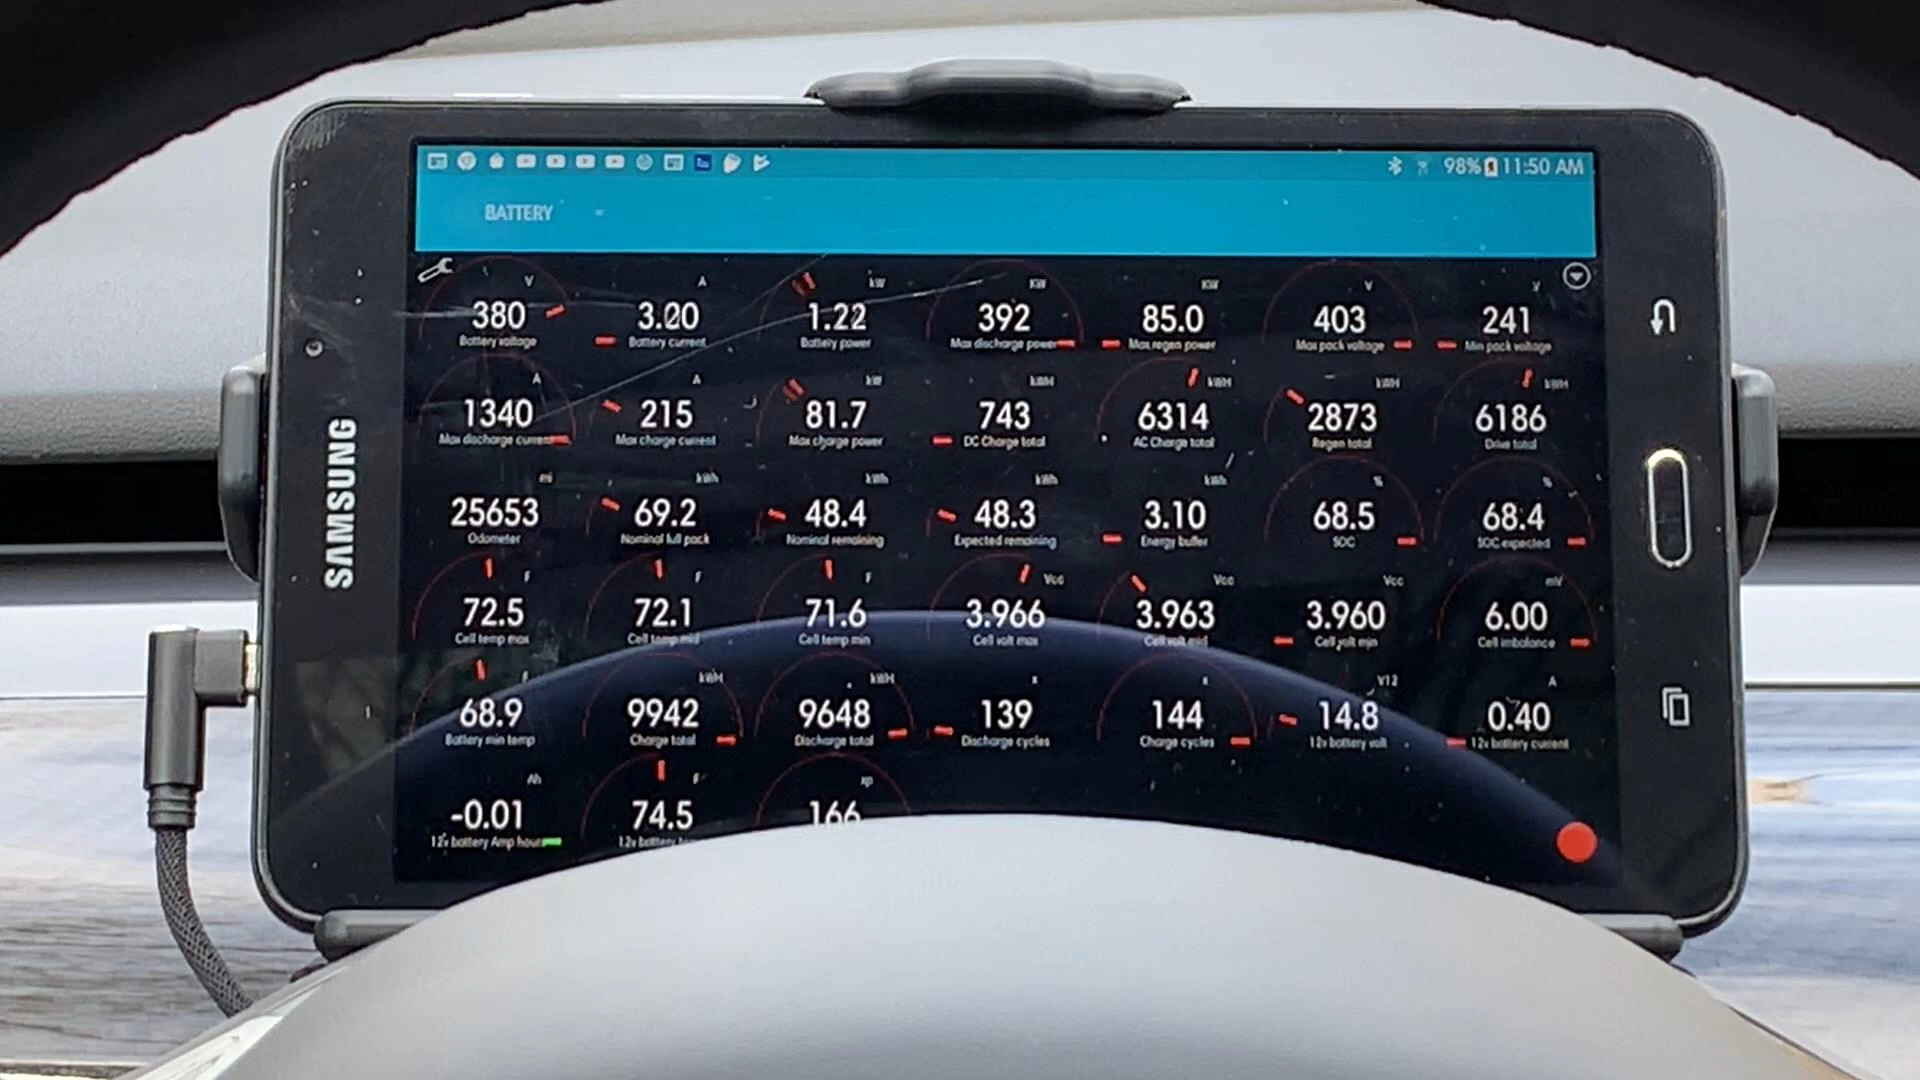 98% 11:50 AM
BATTERY
V A kW KW KW V V
380 3.00 1.22 392 85.0 403 241
Battery voltage Battery current Battery power Max discharge power Max regen power Max pack voltage Min pack voltage
A A kW kWH kWH kWH kWH
1340 215 81.7 743 6314 2873 6186
Max discharge current Max charge current Max charge power DC Charge total AC Charge total Regen total Drive total
mi kWh kWh kWh kWh % %
25653 69.2 48.4 48.3 3.10 68.5 68.4
Odometer Nominal full pack Nominal remaining Expected remaining Energy buffer SOC SOC expected
F F F Vcc Vcc Vcc mV
72.5 72.1 71.6 3.966 3.963 3.960 6.00
Cell temp max Cell temp mid Cell temp min Cell volt max Cell volt mid Cell volt min Cell imbalance
F kWH kWH x x V12 A
68.9 9942 9648 139 144 14.8 0.40
Battery min temp Charge total Discharge total Discharge cycles Charge cycles 12v battery volt 12v battery current
Ah F xp
-0.01 74.5 166
12v battery Amp hours 12v battery
SAMSUNG